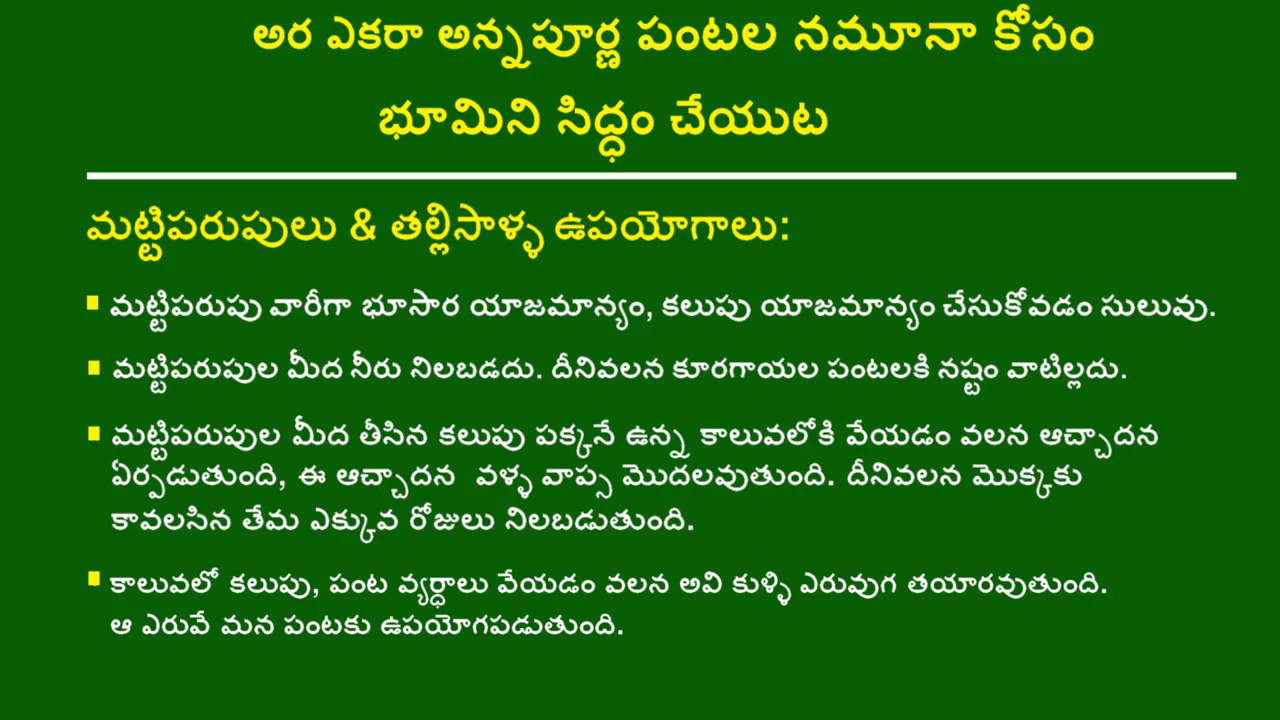 అర ఎకరా అన్నపూర్ణ పంటల నమూనా కోసం
భూమిని సిద్ధం చేయుట
మట్టిపరుపులు & తల్లిసాళ్ళ ఉపయోగాలు:
▪ మట్టిపరుపు వారీగా భూసార యాజమాన్యం, కలుపు యాజమాన్యం చేసుకోవడం సులువు.
▪ మట్టిపరుపుల మీద నీరు నిలబడదు. దీనివలన కూరగాయల పంటలకి నష్టం వాటిల్లదు.
▪ మట్టిపరుపుల మీద తీసిన కలుపు పక్కనే ఉన్న కాలువలోకి వేయడం వలన ఆచ్చాదన
ఏర్పడుతుంది, ఈ ఆచ్చాదన వళ్ళ వాప్స మొదలవుతుంది. దీనివలన మొక్కకు
కావలసిన తేమ ఎక్కువ రోజులు నిలబడుతుంది.
▪ కాలువలో కలుపు, పంట వ్యర్ధాలు వేయడం వలన అవి కుళ్ళి ఎరువుగ తయారవుతుంది.
ఆ ఎరువే మన పంటకు ఉపయోగపడుతుంది.